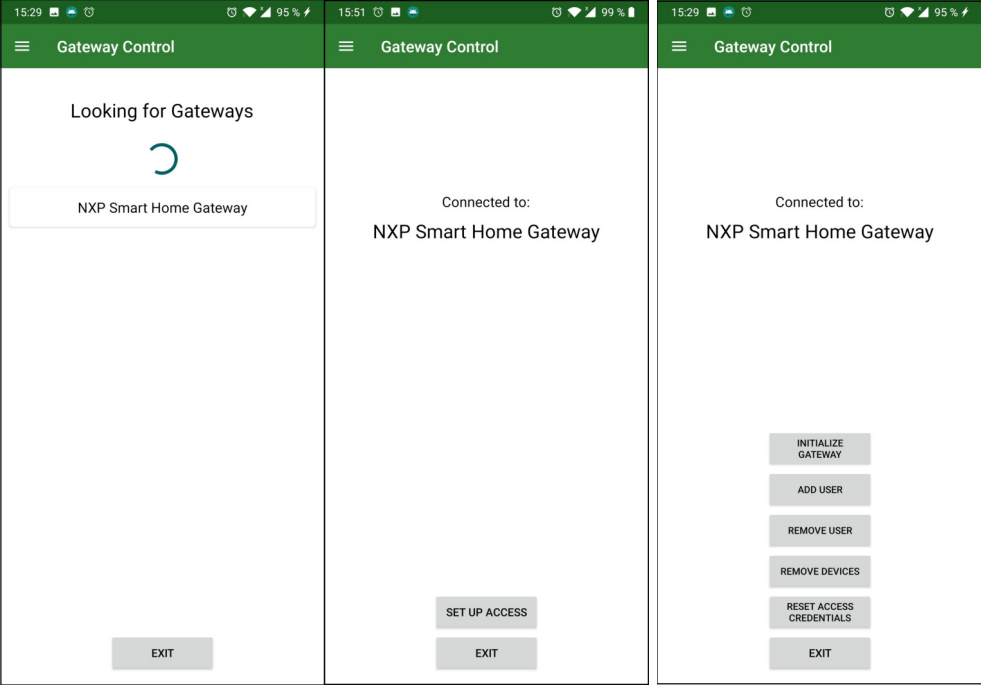 15:29
95 %
Gateway Control
Looking for Gateways
NXP Smart Home Gateway
EXIT
15:51
99 %
Gateway Control
Connected to:
NXP Smart Home Gateway
SET UP ACCESS
EXIT
15:29
95 %
Gateway Control
Connected to:
NXP Smart Home Gateway
INITIALIZE
GATEWAY
ADD USER
REMOVE USER
REMOVE DEVICES
RESET ACCESS
CREDENTIALS
EXIT